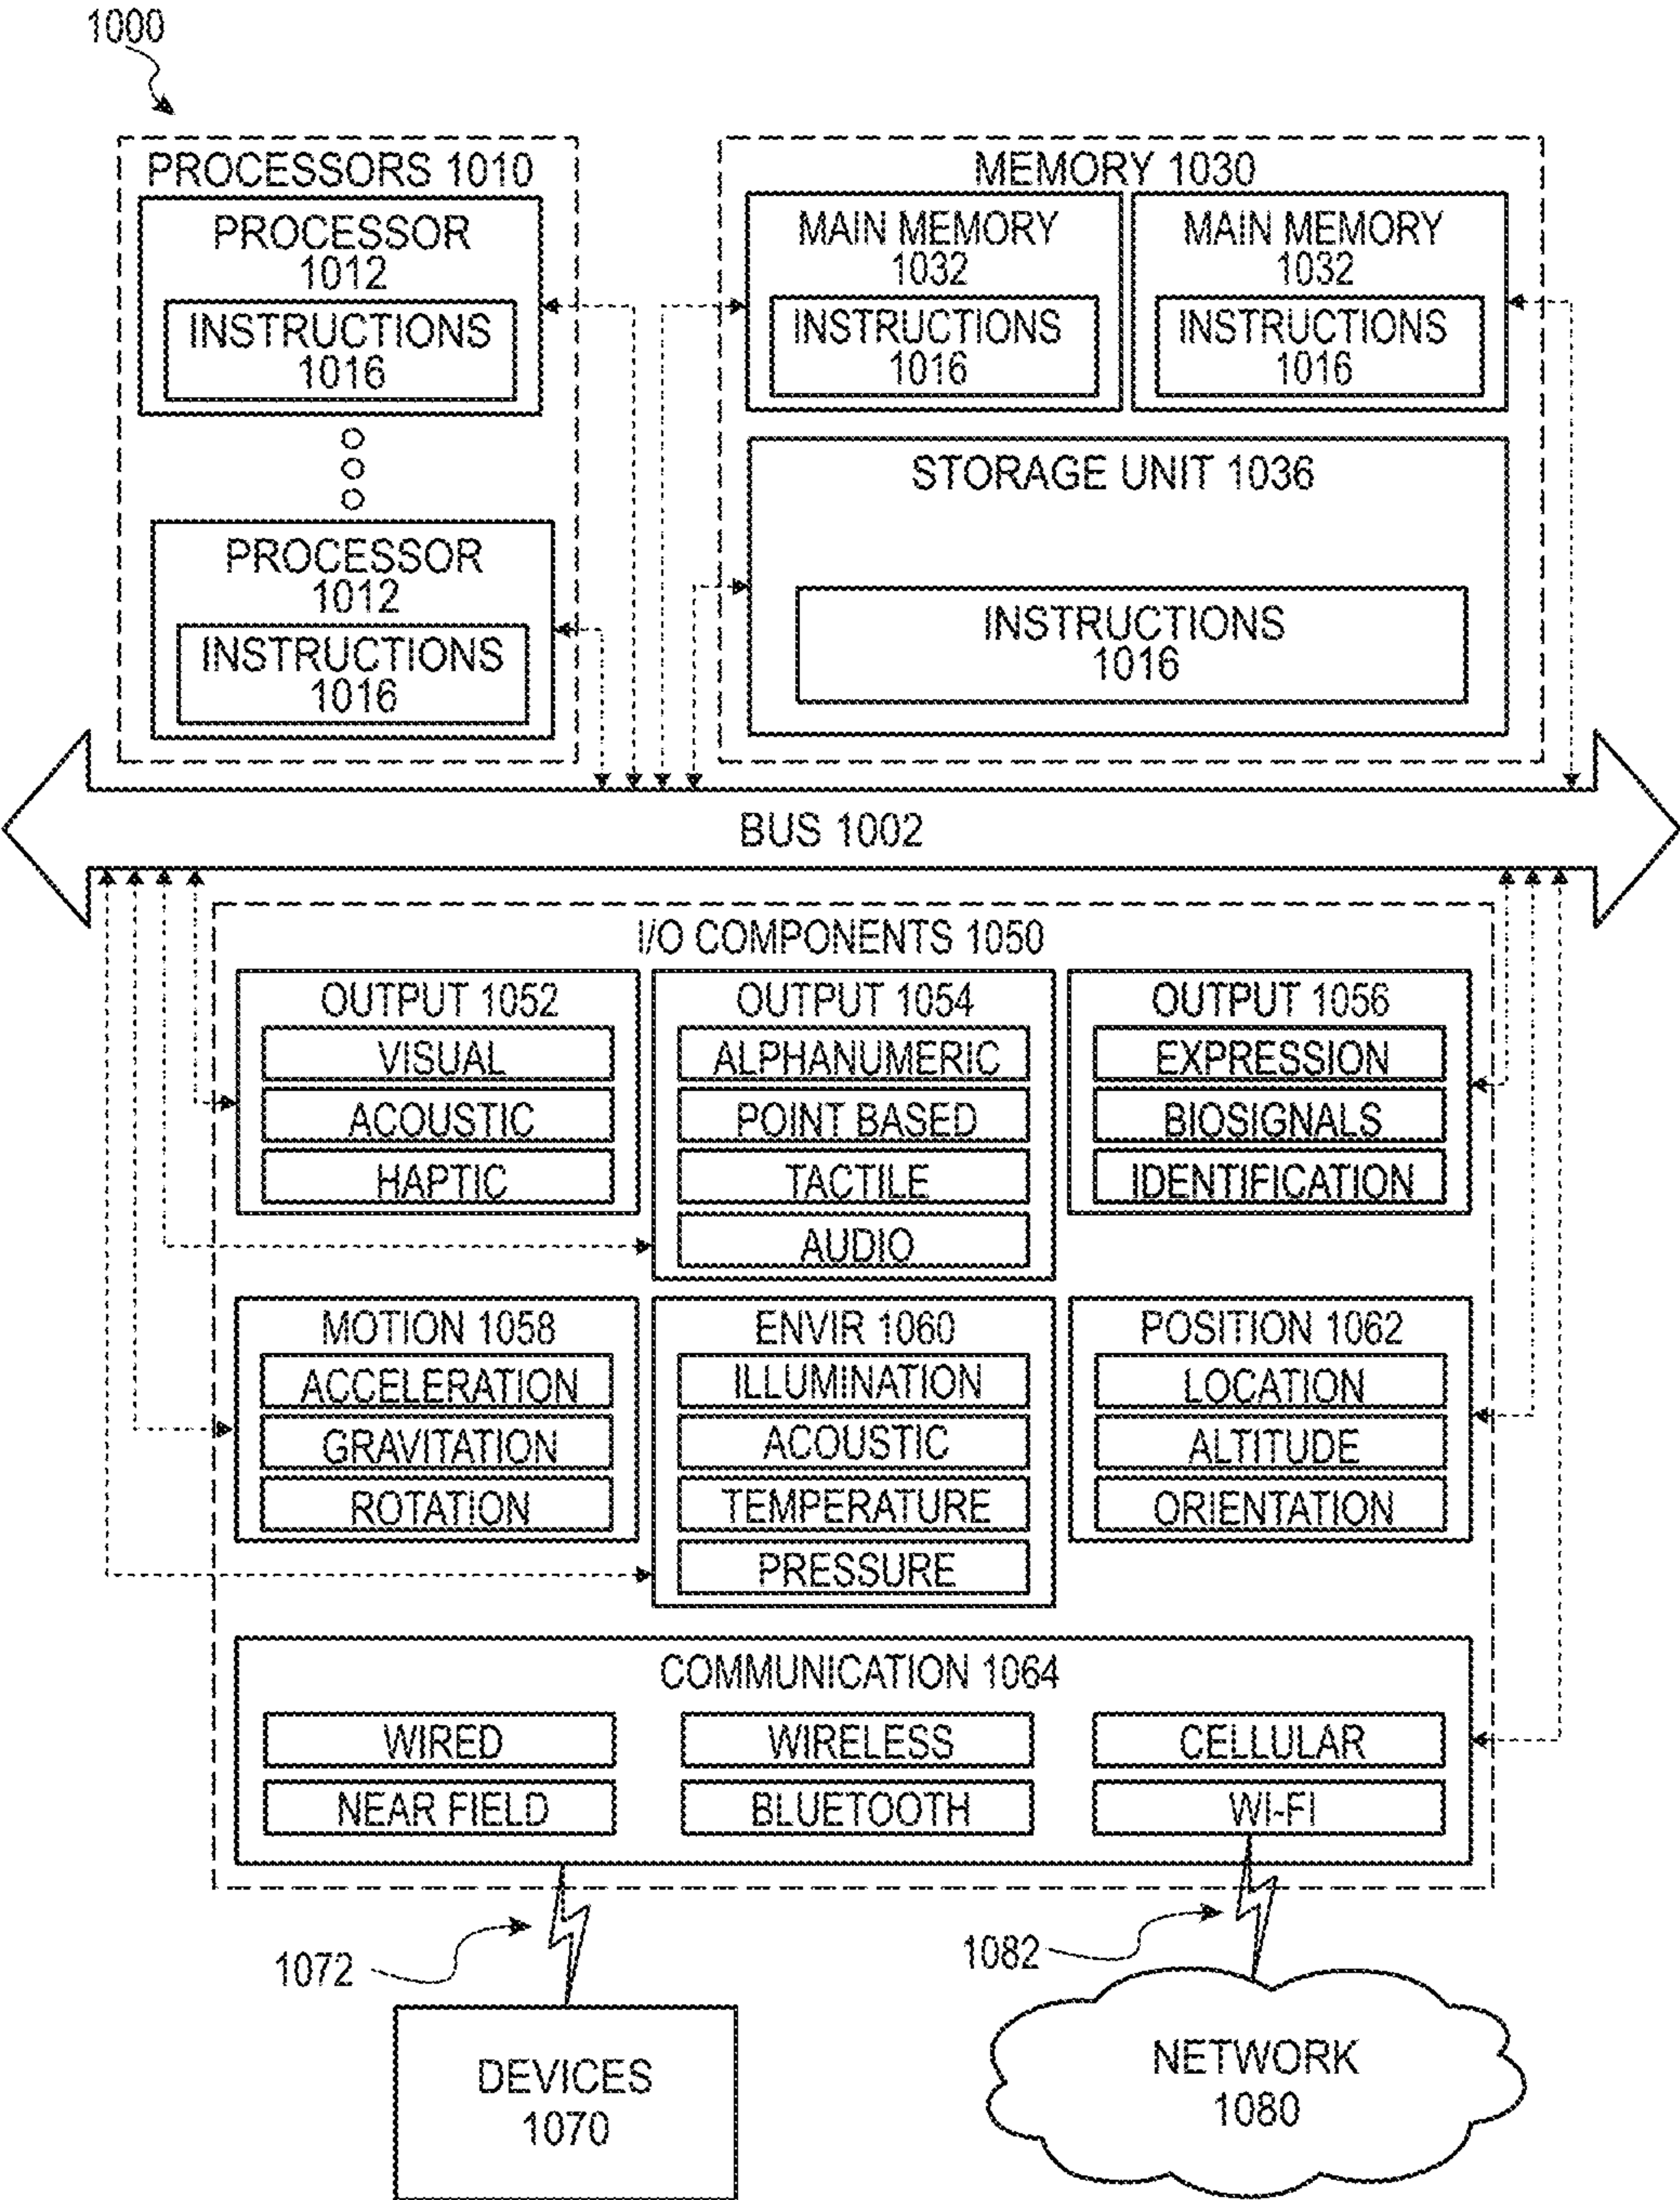 1000
PROCESSORS 1010
PROCESSOR
1012
INSTRUCTIONS
1016
PROCESSOR
1012
INSTRUCTIONS
1016
MEMORY 1030
MAIN MEMORY
1032
INSTRUCTIONS
1016
MAIN MEMORY
1032
INSTRUCTIONS
1016
STORAGE UNIT 1036
INSTRUCTIONS
1016
BUS 1002
I/O COMPONENTS 1050
OUTPUT 1052
VISUAL
ACOUSTIC
HAPTIC
OUTPUT 1054
ALPHANUMERIC
POINT BASED
TACTILE
AUDIO
OUTPUT 1056
EXPRESSION
BIOSIGNALS
IDENTIFICATION
MOTION 1058
ACCELERATION
GRAVITATION
ROTATION
ENVIR 1060
ILLUMINATION
ACOUSTIC
TEMPERATURE
PRESSURE
POSITION 1062
LOCATION
ALTITUDE
ORIENTATION
COMMUNICATION 1064
WIRED
WIRELESS
CELLULAR
NEAR FIELD
BLUETOOTH
WI-FI
1072
1082
DEVICES
1070
NETWORK
1080